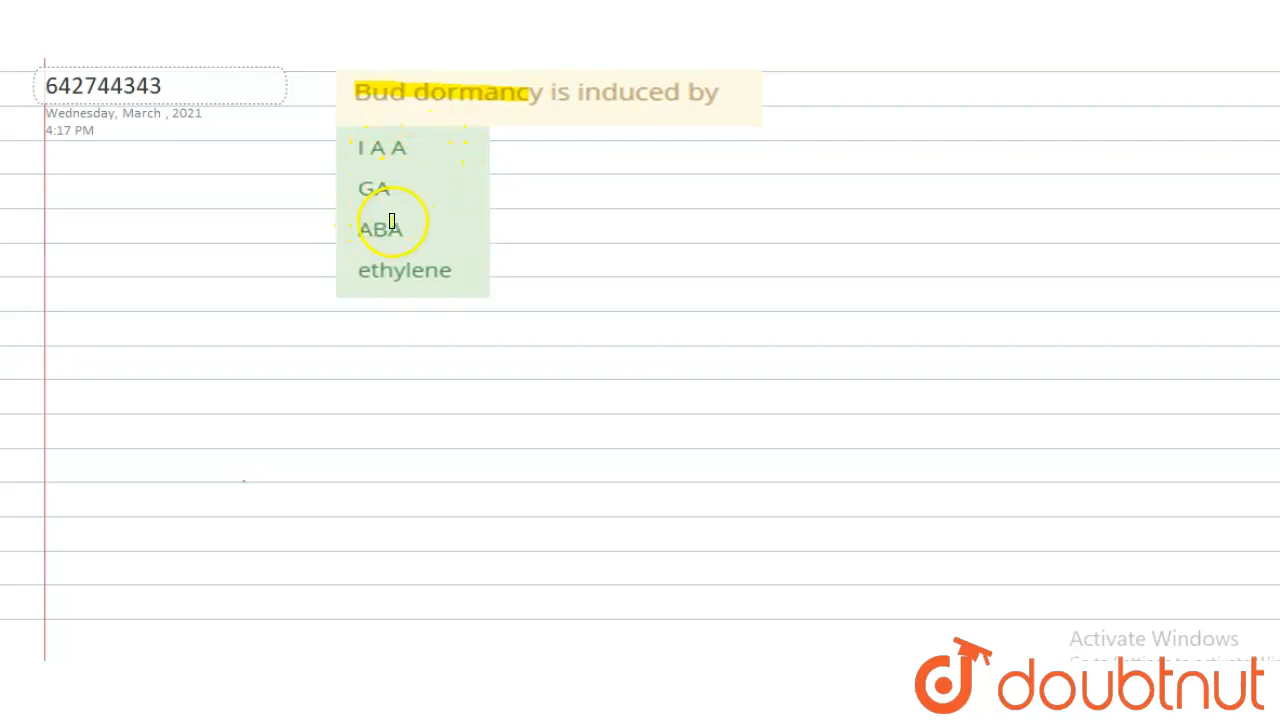 642744343
Wednesday, March , 2021
4:17 PM
Bud dormancy is induced by
I A A
GA
ABA
ethylene
Activate Windows
doubtnut